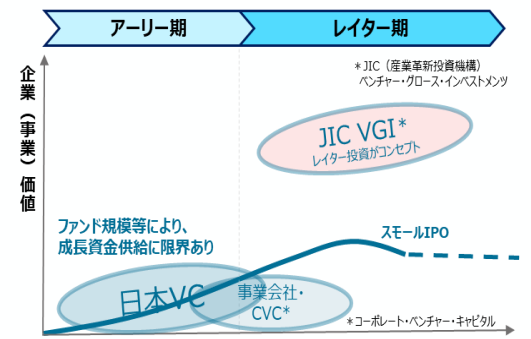 アーリー期
レイター期
企業（事業）価値
＊JIC（産業革新投資機構）
ベンチャー・グロース・インベストメンツ
JIC VGI＊
レイター投資がコンセプト
ファンド規模等により、
成長資金供給に限界あり
スモールIPO
日本VC
事業会社・
CVC＊
＊コーポレート・ベンチャー・キャピタル